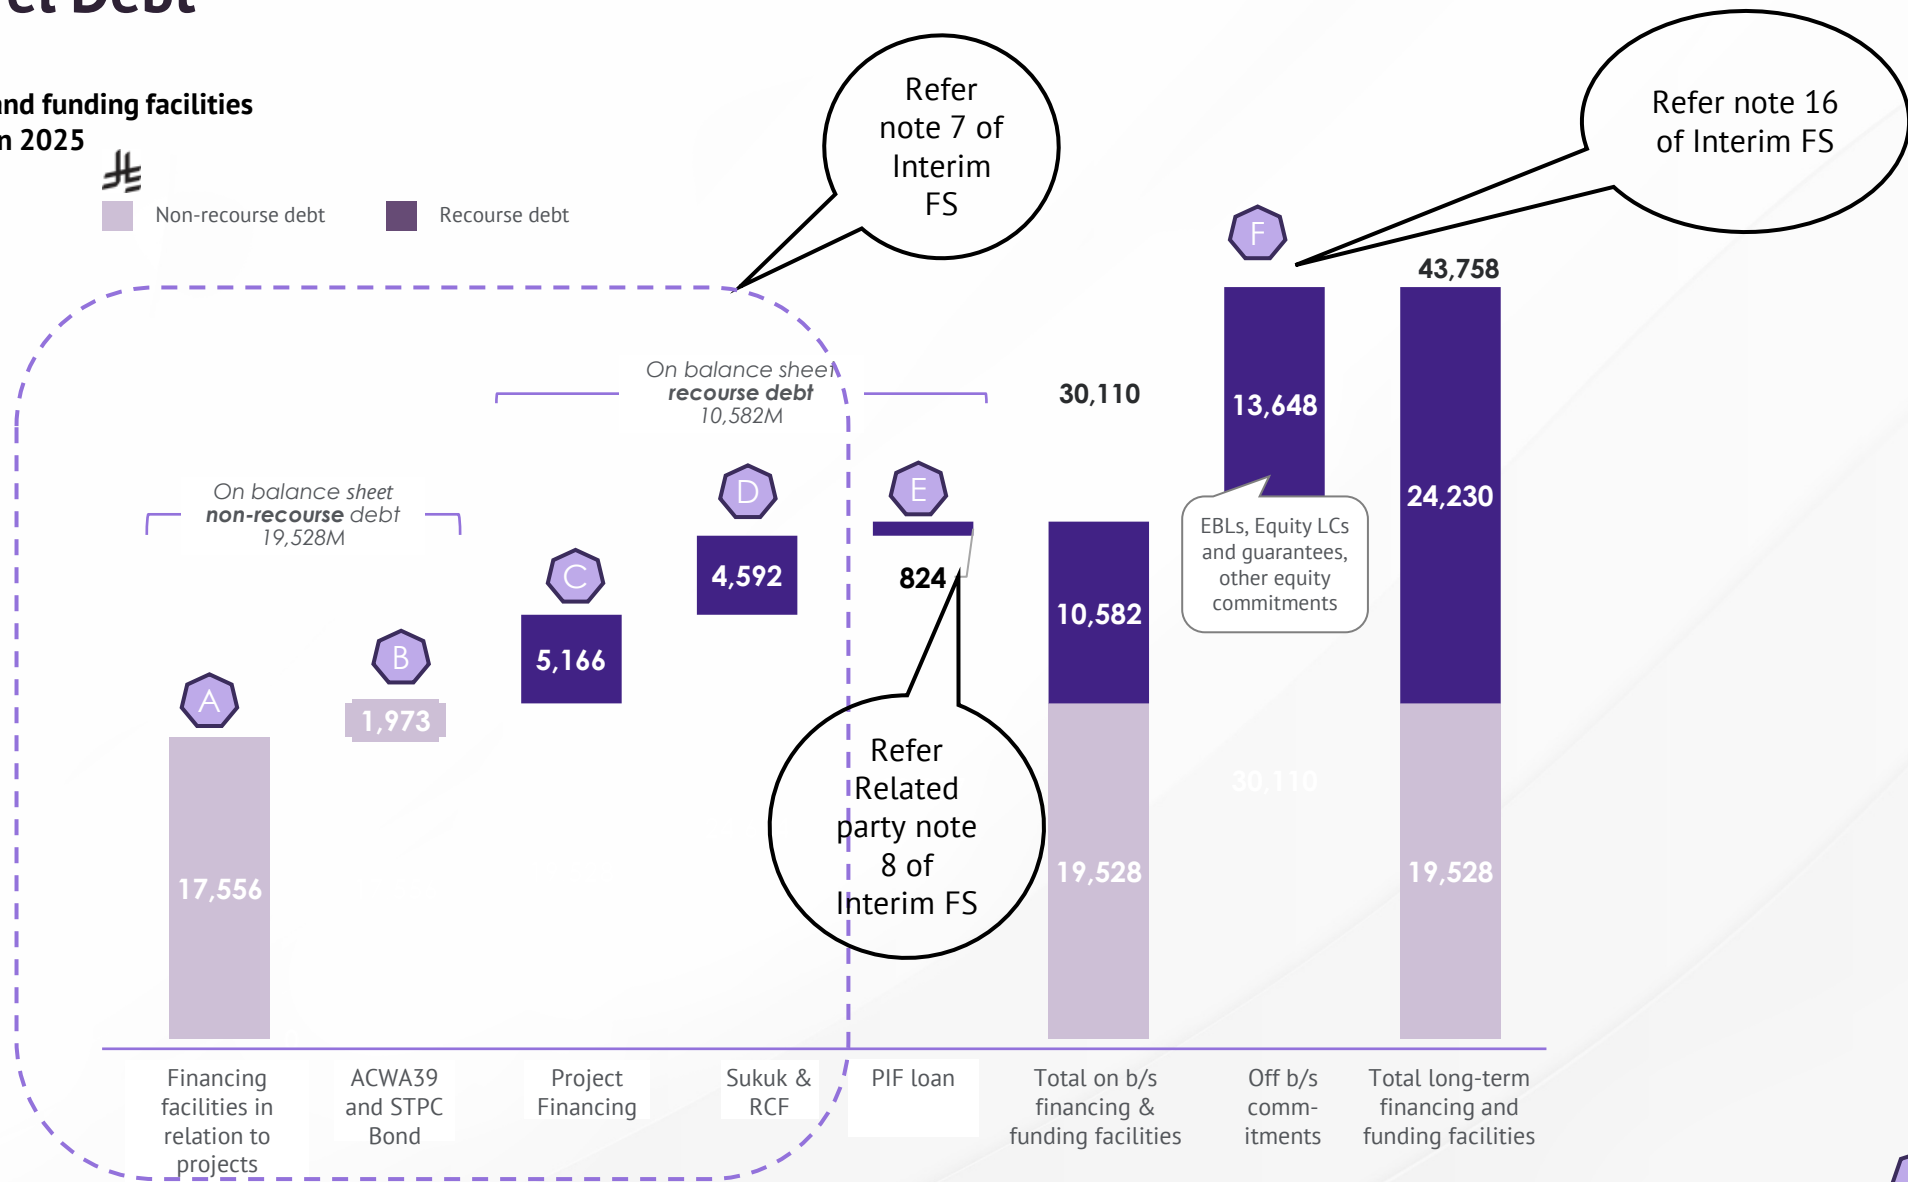 and funding facilities
2025
Non-recourse debt
Recourse debt
Refer
note 7 of
Interim
FS
Refer note 16
of Interim FS
F
43,758
On balance sheet
recourse debt
10,582M
30,110
13,648
On balance sheet
non-recourse debt
19,528M
D
E
24,230
EBLs, Equity LCs
and guarantees,
other equity
commitments
C
4,592
824
10,582
B
5,166
A
1,973
Refer
Related
party note
8 of
Interim FS
30,110
17,556
19,528
19,528
Financing
facilities in
relation to
projects
ACWA39
and STPC
Bond
Project
Financing
Sukuk &
RCF
PIF loan
Total on b/s
financing &
funding facilities
Off b/s
comm-
itments
Total long-term
financing and
funding facilities